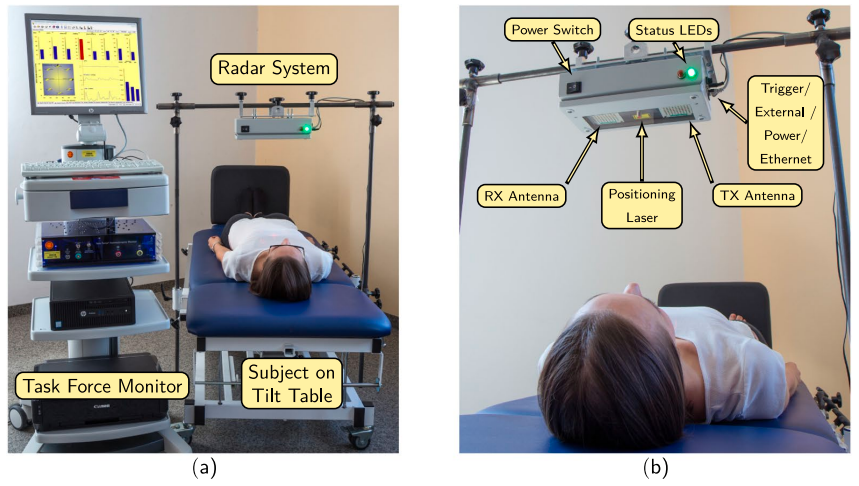 Radar System
Task Force Monitor
Subject on
Tilt Table
(a)
Power Switch
Status LEDs
Trigger/
External /
Power/
Ethernet
RX Antenna
Positioning
Laser
TX Antenna
(b)